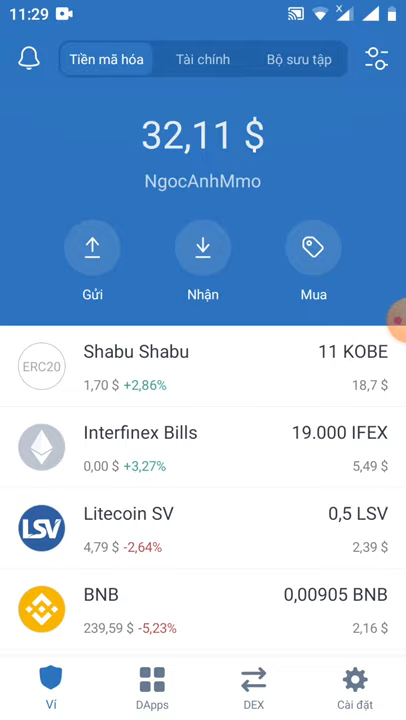 11:29
Tiền mã hóa Tài chính Bộ sưu tập
32,11 $
NgocAnhMmo
Gửi Nhận Mua
ERC20
Shabu Shabu 11 KOBE
1,70 $ +2,86% 18,7 $
Interfinex Bills 19.000 IFEX
0,00 $ +3,27% 5,49 $
LSV
Litecoin SV 0,5 LSV
4,79 $ -2,64% 2,39 $
BNB 0,00905 BNB
239,59 $ -5,23% 2,16 $
Ví DApps DEX Cài đặt